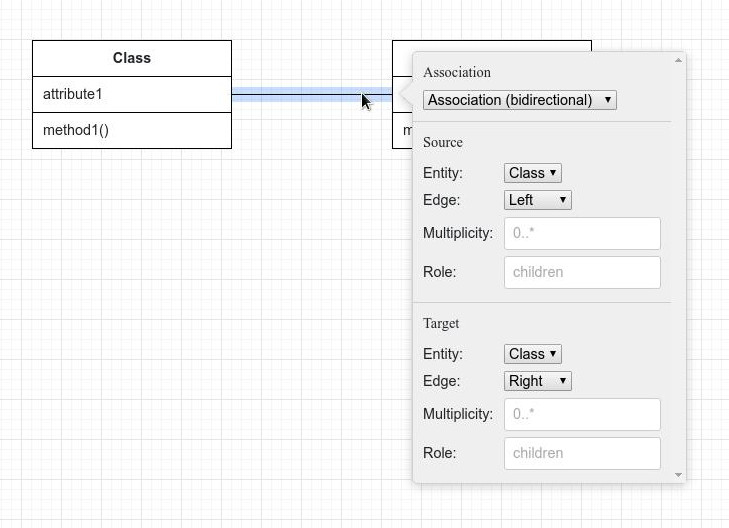 Class
attribute1
method1()
m
Association
Association (bidirectional)
Source
Entity: Class
Edge: Left
Multiplicity: 0..*
Role: children
Target
Entity: Class
Edge: Right
Multiplicity: 0..*
Role: children